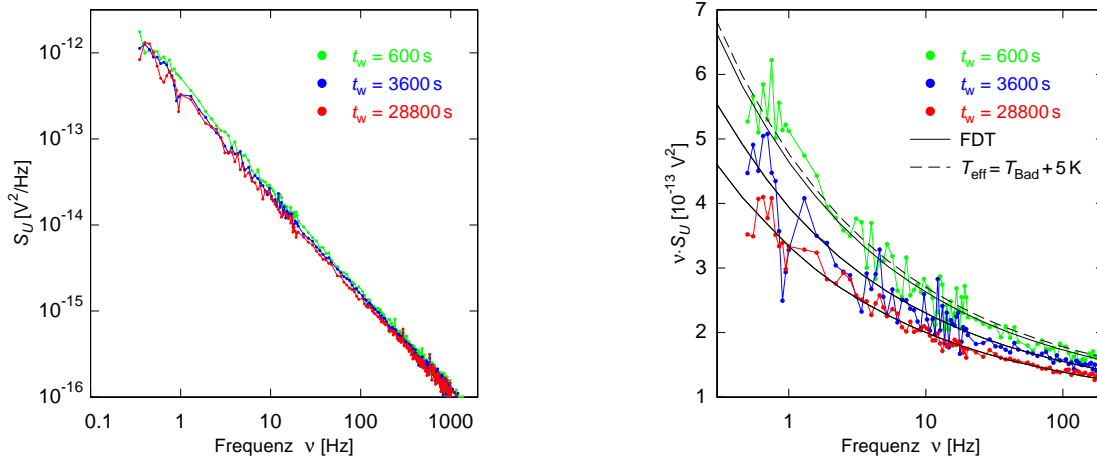 10⁻¹²
10⁻¹³
10⁻¹⁴
10⁻¹⁵
10⁻¹⁶
S_U [V²/Hz]
t_w = 600 s
t_w = 3600 s
t_w = 28800 s
0.1 1 10 100 1000
Frequenz ν [Hz]
7
6
5
4
3
2
1
ν·S_U [10⁻¹³ V²]
t_w = 600 s
t_w = 3600 s
t_w = 28800 s
FDT
T_eff = T_Bad + 5 K
1 10 100
Frequenz ν [Hz]